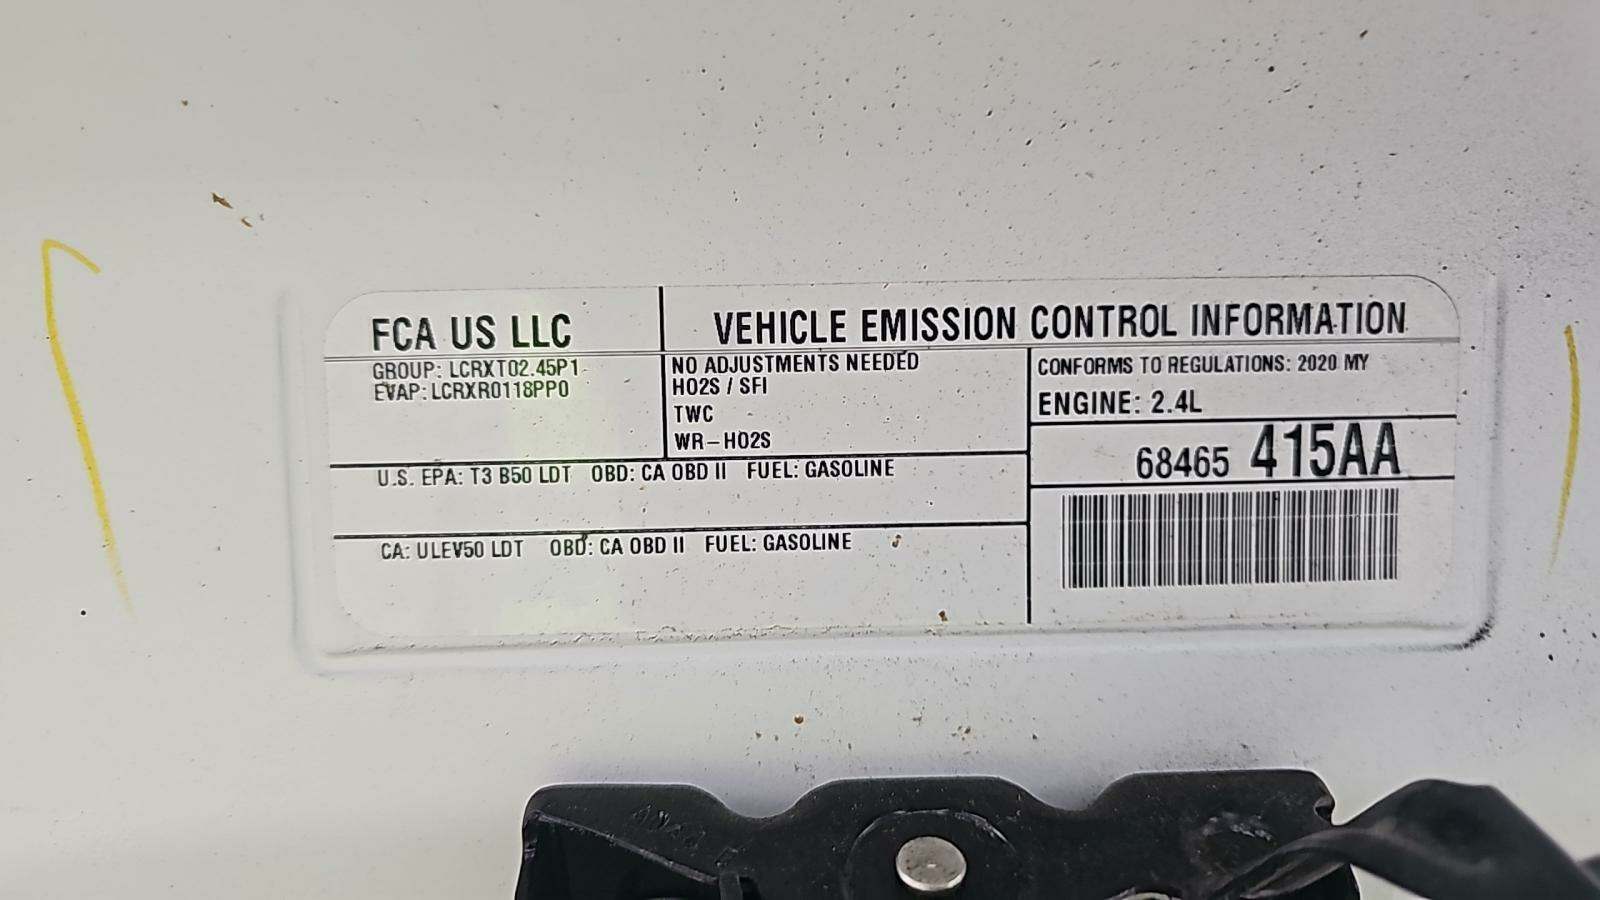 FCA US LLC
VEHICLE EMISSION CONTROL INFORMATION
GROUP: LCRXT02.45P1
EVAP: LCRXR0118PP0
NO ADJUSTMENTS NEEDED
HO2S / SFI
TWC
WR-HO2S
CONFORMS TO REGULATIONS: 2020 MY
ENGINE: 2.4L
68465 415AA
U.S. EPA: T3 B50 LDT OBD: CA OBD II FUEL: GASOLINE
CA: ULEV50 LDT OBD: CA OBD II FUEL: GASOLINE